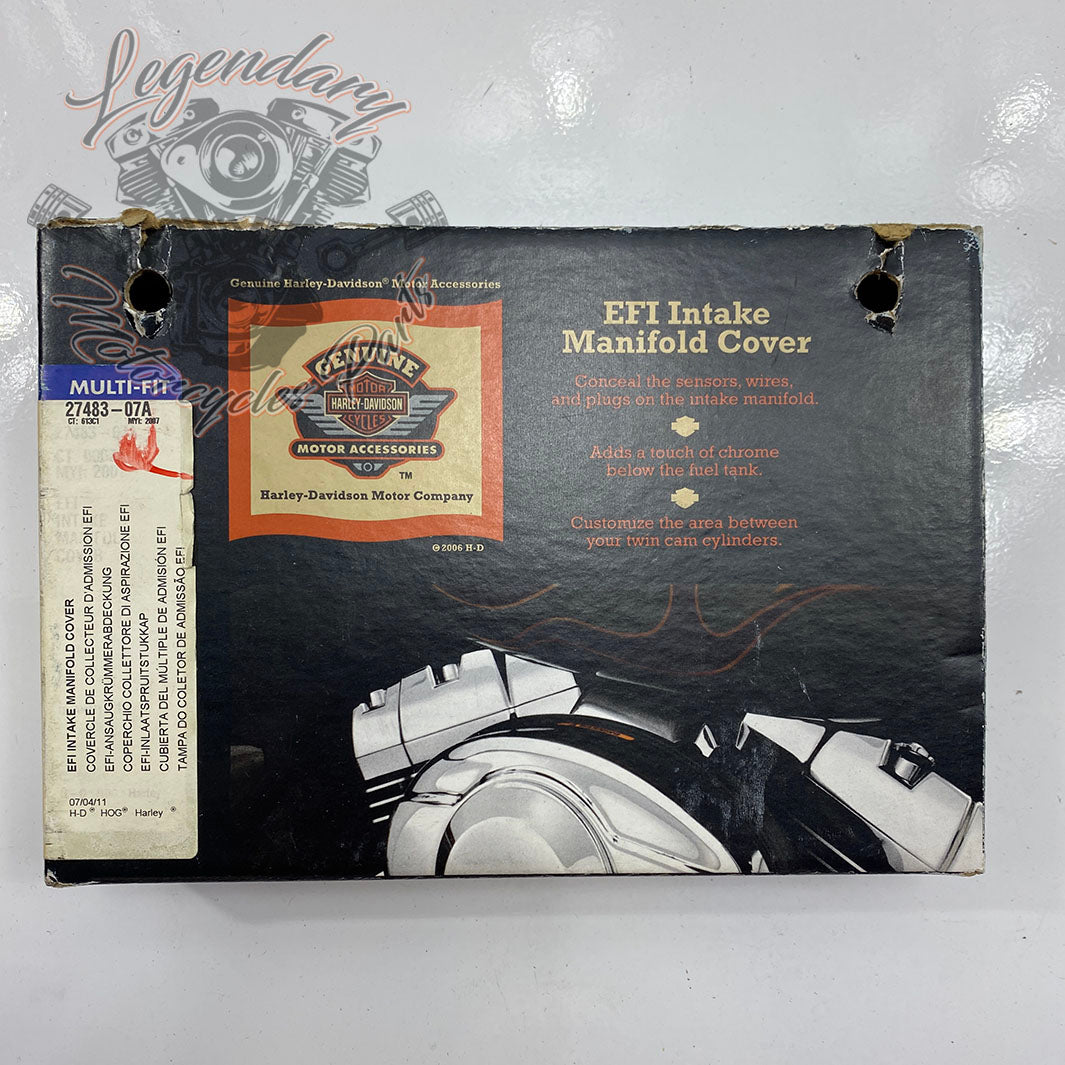 Legendary
Motorcycles Parts
Genuine Harley-Davidson® Motor Accessories
GENUINE
MOTOR
HARLEY-DAVIDSON
CYCLES
MOTOR ACCESSORIES
™
Harley-Davidson Motor Company
© 2006 H-D
EFI Intake
Manifold Cover
Conceal the sensors, wires,
and plugs on the intake manifold.
Adds a touch of chrome
below the fuel tank.
Customize the area between
your twin cam cylinders.
MULTI-FIT
27483-07A
CT: 613C1 MYI: 2007
EFI INTAKE MANIFOLD COVER
COVERCLE DE COLLECTEUR D'ADMISSION EFI
EFI-ANSAUGKRÜMMERABDECKUNG
COPERCHIO COLLETTORE DI ASPIRAZIONE EFI
EFI-INLAATSPRUITSTUKKAP
CUBIERTA DEL MÚLTIPLE DE ADMISIÓN EFI
TAMPA DO COLETOR DE ADMISSÃO EFI
07/04/11
H-D® HOG® Harley®